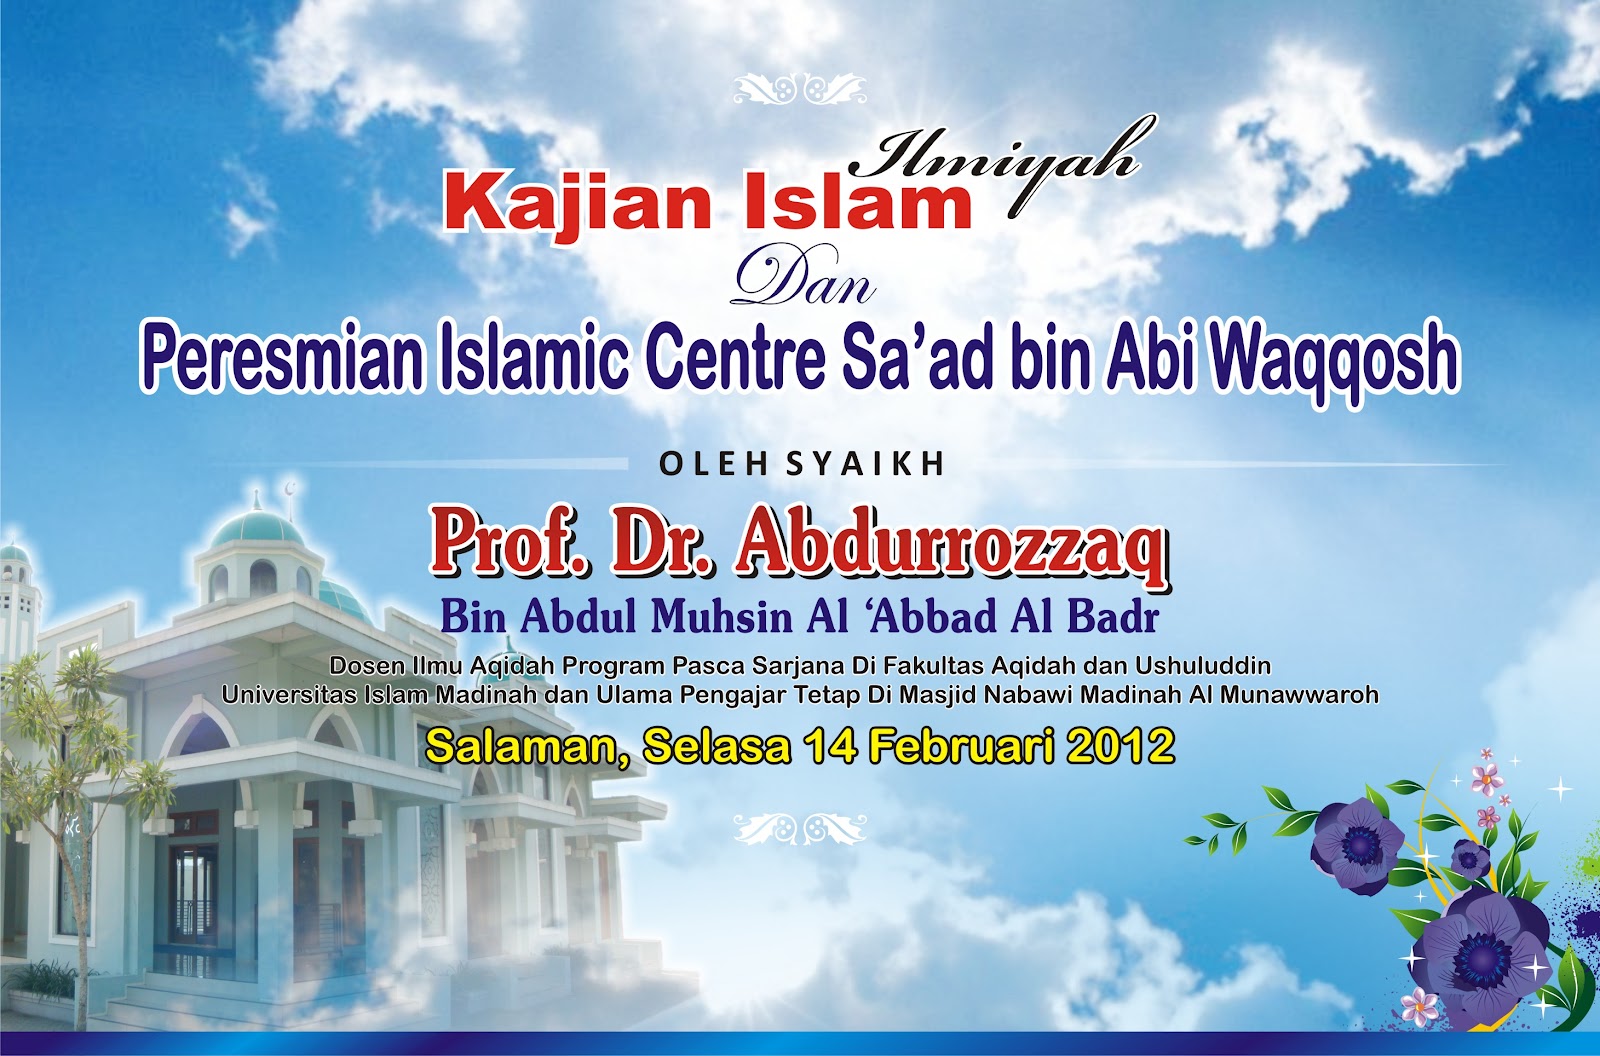 Kajian Islam Ilmiyah
Dan
Peresmian Islamic Centre Sa’ad bin Abi Waqqosh
OLEH SYAIKH
Prof. Dr. Abdurrozzaq
Bin Abdul Muhsin Al ‘Abbad Al Badr
Dosen Ilmu Aqidah Program Pasca Sarjana Di Fakultas Aqidah dan Ushuluddin
Universitas Islam Madinah dan Ulama Pengajar Tetap Di Masjid Nabawi Madinah Al Munawwaroh
Salaman, Selasa 14 Februari 2012